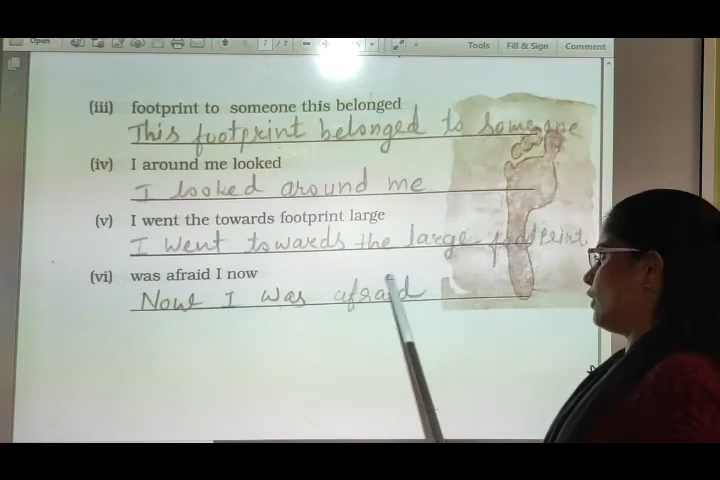 Open 7 / 7 Tools Fill & Sign Comment
(iii) footprint to someone this belonged
This footprint belonged to someone
(iv) I around me looked
I looked around me
(v) I went the towards footprint large
I went towards the large footprint.
(vi) was afraid I now
Now I was afraid